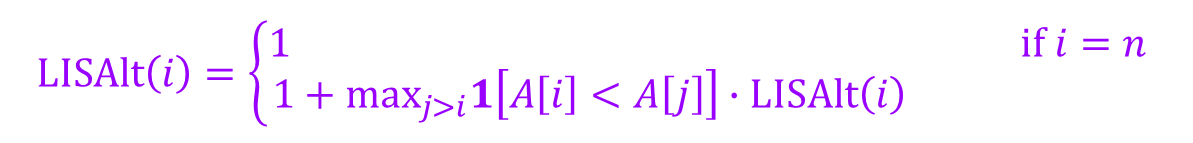 LISAlt(𝑖) = { 1 if 𝑖 = 𝑛
1 + max_{𝑗>𝑖} 𝟏[𝐴[𝑖] < 𝐴[𝑗]] ⋅ LISAlt(𝑖)